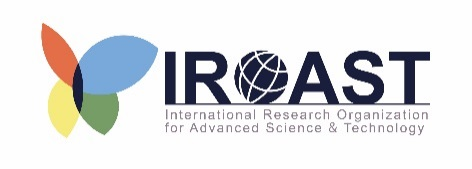 IROAST
International Research Organization
for Advanced Science & Technology